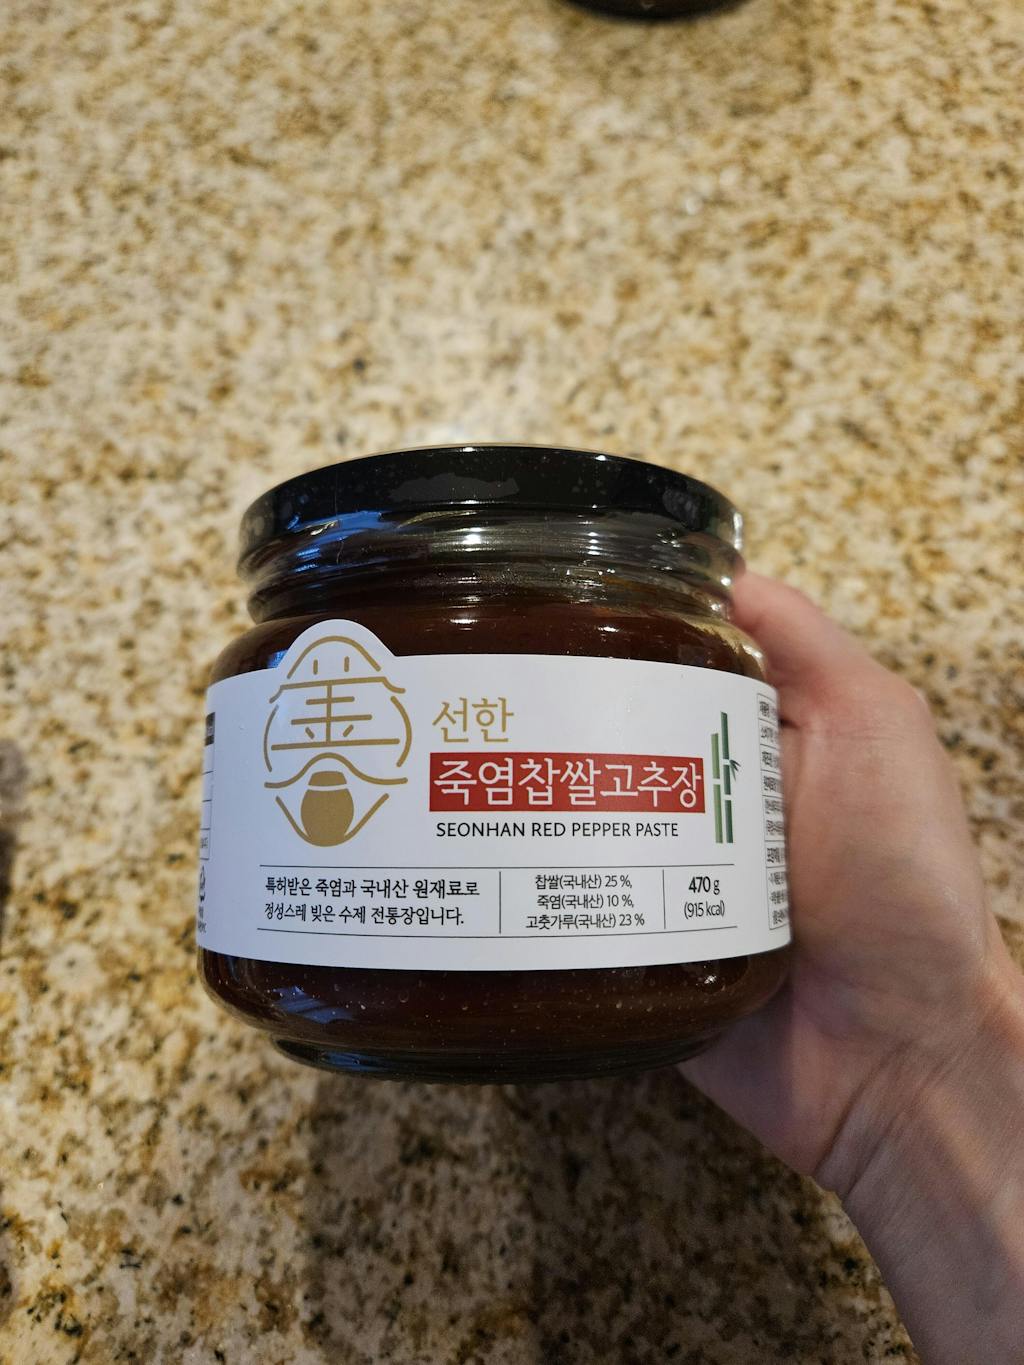 선한
죽염찹쌀고추장
SEONHAN RED PEPPER PASTE
특허받은 죽염과 국내산 원재료로
정성스레 빚은 수제 전통장입니다.
찹쌀(국내산) 25 %,
죽염(국내산) 10 %,
고춧가루(국내산) 23 %
470 g
(915 kcal)